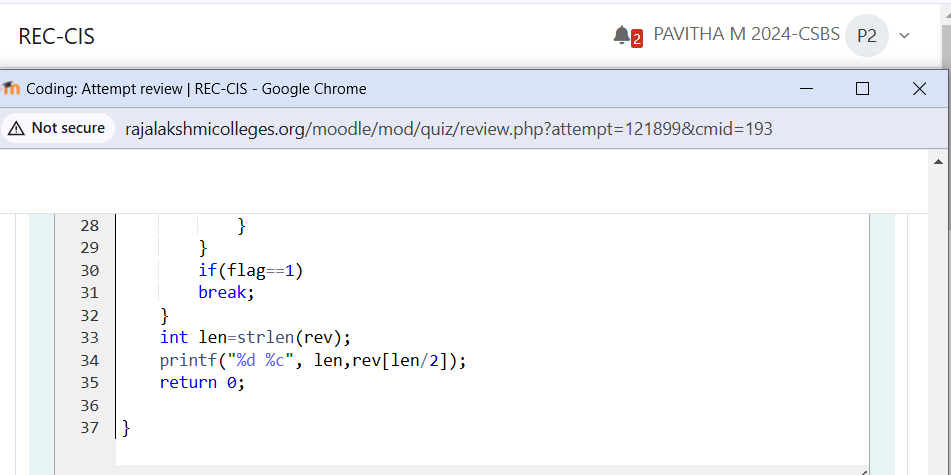 REC-CIS
2 PAVITHA M 2024-CSBS P2
Coding: Attempt review | REC-CIS - Google Chrome
Not secure rajalakshmicolleges.org/moodle/mod/quiz/review.php?attempt=121899&cmid=193
28 }
29 }
30 if(flag==1)
31 break;
32 }
33 int len=strlen(rev);
34 printf("%d %c", len,rev[len/2]);
35 return 0;
36
37 }